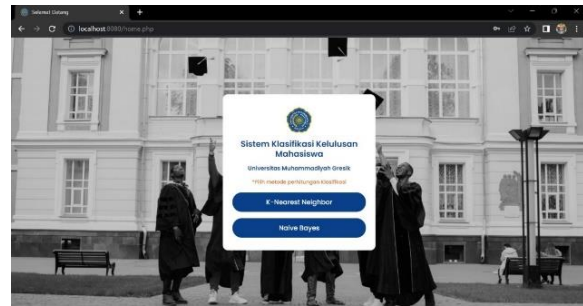 Selamat Datang
localhost:8080/home.php
Sistem Klasifikasi Kelulusan
Mahasiswa
Universitas Muhammadiyah Gresik
*Pilih metode perhitungan klasifikasi
K-Nearest Neighbor
Naive Bayes